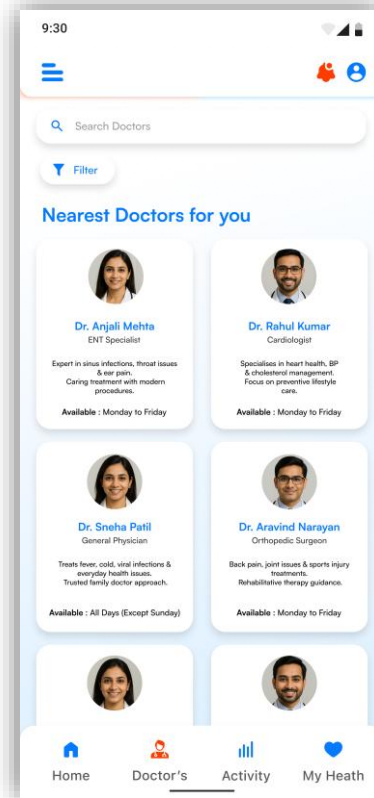 9:30
Search Doctors
Filter
Nearest Doctors for you
Dr. Anjali Mehta
ENT Specialist
Expert in sinus infections, throat issues
& ear pain.
Caring treatment with modern
procedures.
Available : Monday to Friday
Dr. Rahul Kumar
Cardiologist
Specialises in heart health, BP
& cholesterol management.
Focus on preventive lifestyle
care.
Available : Monday to Friday
Dr. Sneha Patil
General Physician
Treats fever, cold, viral infections &
everyday health issues.
Trusted family doctor approach.
Available : All Days (Except Sunday)
Dr. Aravind Narayan
Orthopedic Surgeon
Back pain, joint issues & sports injury
treatments.
Rehabilitative therapy guidance.
Available : Monday to Friday
Home
Doctor's
Activity
My Heath